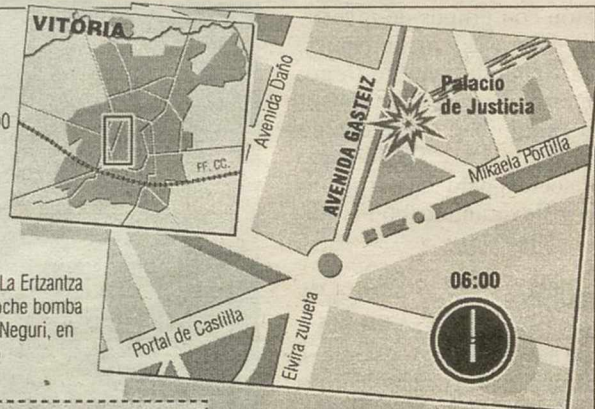 VITORIA
FF. CC.
00
Avenida Daño
AVENIDA GASTEIZ
Palacio
de Justicia
Mikaela Portilla
La Ertzantza
oche bomba
Neguri, en
Portal de Castilla
Elvira zulueta
06:00